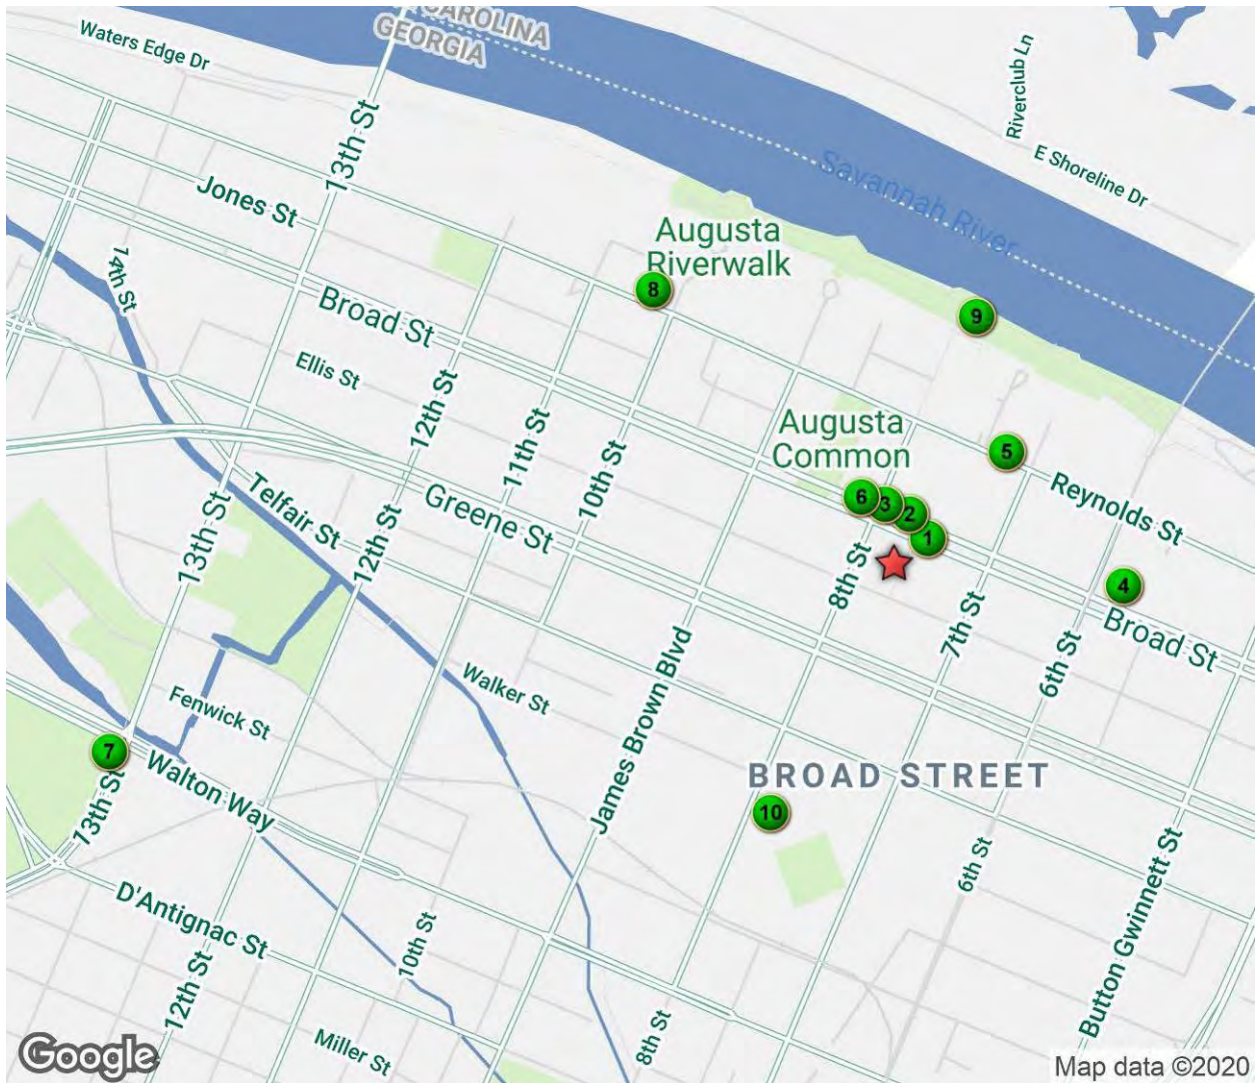 CAROLINA
GEORGIA
Waters Edge Dr
Riverclub Ln
13th St
E Shoreline Dr
Savannah River
Jones St
Augusta
Riverwalk
14th St
8
9
Broad St
Ellis St
12th St
11th St
Augusta
Common
10th St
5
Reynolds St
6
3
2
1
Telfair St
Greene St
13th St
12th St
8th St
7th St
4
Broad St
6th St
Walker St
James Brown Blvd
Fenwick St
7
Walton Way
13th St
BROAD STREET
10
6th St
Button Gwinnett St
D'Antignac St
10th St
12th St
8th St
Miller St
Google
Map data ©2020